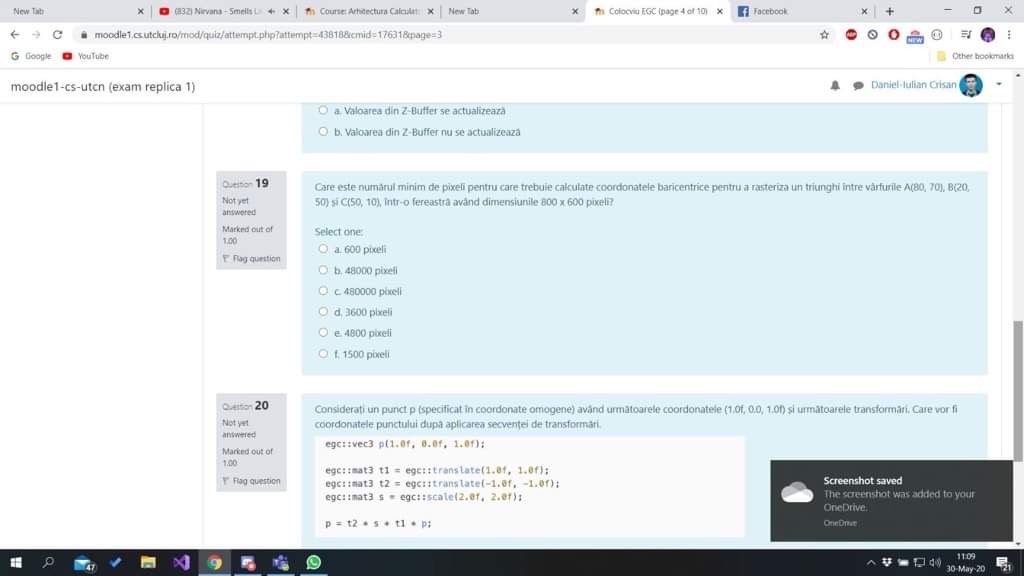 New Tab
(832) Nirvana - Smells Li
Course: Arhitectura Calculat
New Tab
Colocviu EGC (page 4 of 10)
Facebook
moodle1.cs.utcluj.ro/mod/quiz/attempt.php?attempt=43818&cmid=17631&page=3
ABP
NEW
Google
YouTube
Other bookmarks
moodle1-cs-utcn (exam replica 1)
Daniel-Iulian Crisan
a. Valoarea din Z-Buffer se actualizează
b. Valoarea din Z-Buffer nu se actualizează
Question 19
Not yet
answered
Marked out of
1.00
Flag question
Care este numărul minim de pixeli pentru care trebuie calculate coordonatele baricentrice pentru a rasteriza un triunghi între vârfurile A(80, 70), B(20,
50) și C(50, 10), într-o fereastră având dimensiunile 800 x 600 pixeli?
Select one:
a. 600 pixeli
b. 48000 pixeli
c. 480000 pixeli
d. 3600 pixeli
e. 4800 pixeli
f. 1500 pixeli
Question 20
Not yet
answered
Marked out of
1.00
Flag question
Considerați un punct p (specificat în coordonate omogene) având următoarele coordonatele (1.0f, 0.0, 1.0f) și următoarele transformări. Care vor fi
coordonatele punctului după aplicarea secvenței de transformări.
egc::vec3 p(1.0f, 0.0f, 1.0f);
egc::mat3 t1 = egc::translate(1.0f, 1.0f);
egc::mat3 t2 = egc::translate(-1.0f, -1.0f);
egc::mat3 s = egc::scale(2.0f, 2.0f);
p = t2 * s * t1 * p;
Screenshot saved
The screenshot was added to your
OneDrive.
OneDrive
47
11:09
30-May-20
21